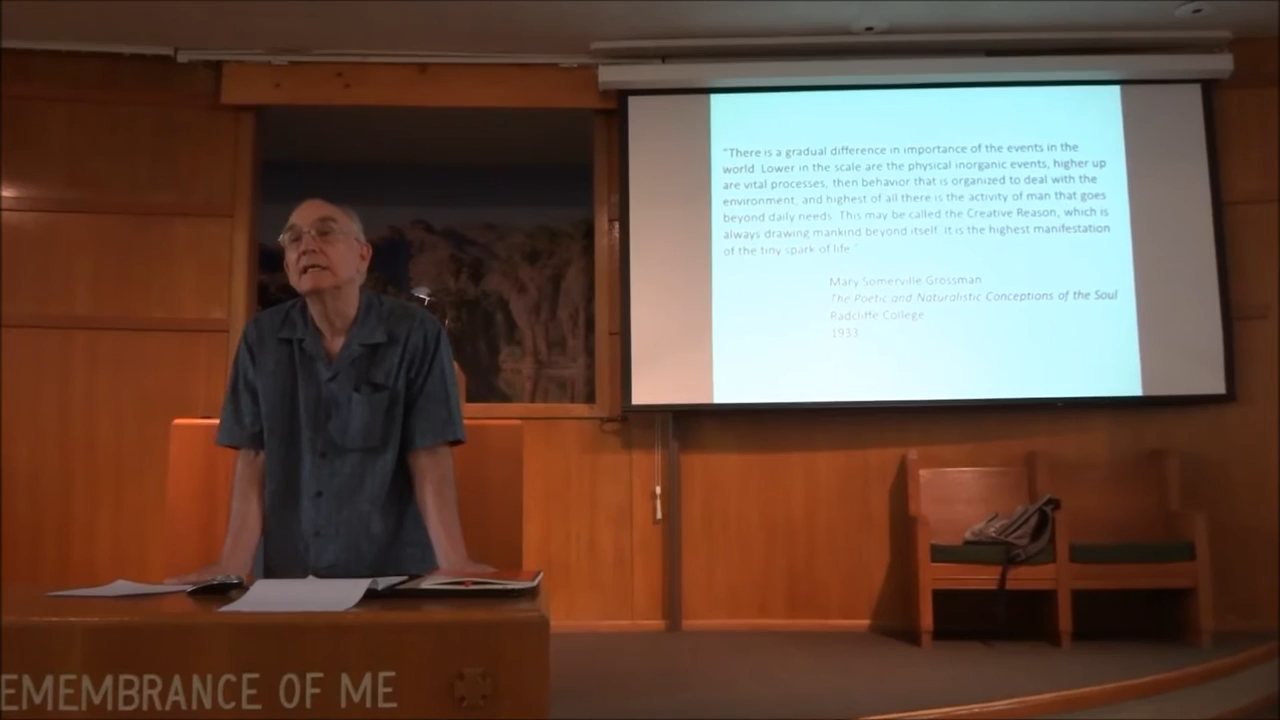 "There is a gradual difference in importance of the events in the
world. Lower in the scale are the physical inorganic events, higher up
are vital processes, then behavior that is organized to deal with the
environment, and highest of all there is the activity of man that goes
beyond daily needs. This may be called the Creative Reason, which is
always drawing mankind beyond itself. It is the highest manifestation
of the tiny spark of life."
Mary Somerville Grossman
The Poetic and Naturalistic Conceptions of the Soul
Radcliffe College
1933
EMEMBRANCE OF ME